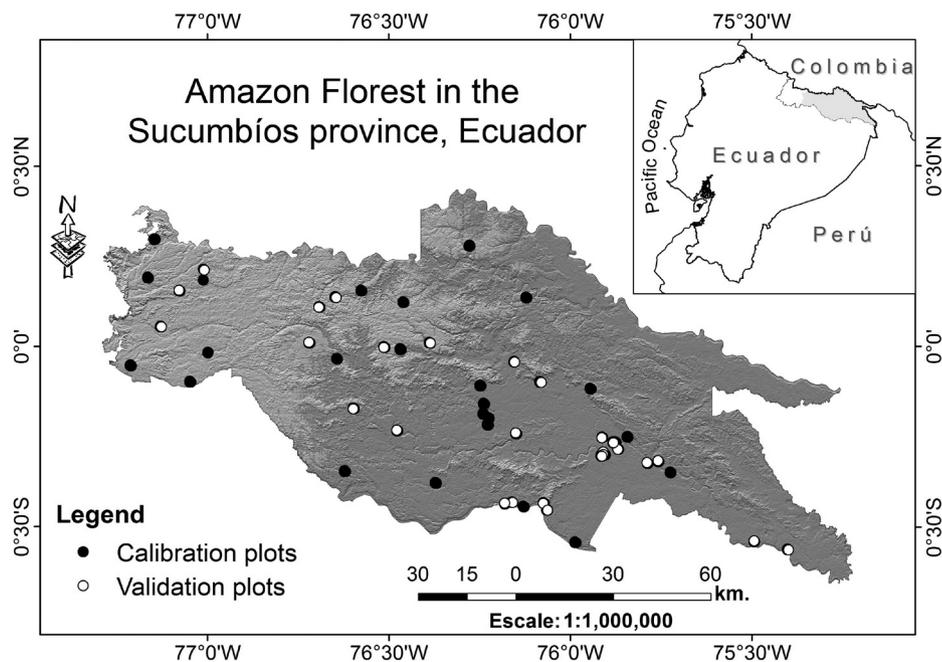 77°0'W 76°30'W 76°0'W 75°30'W
Amazon Florest in the
Sucumbíos province, Ecuador
Colombia
Pacific Ocean
Ecuador
Perú
N
0°30'N
0°0'
0°30'S
0°30'N
0°0'
0°30'S
Legend
Calibration plots
Validation plots
30 15 0 30 60
km.
Escale: 1:1,000,000
77°0'W 76°30'W 76°0'W 75°30'W